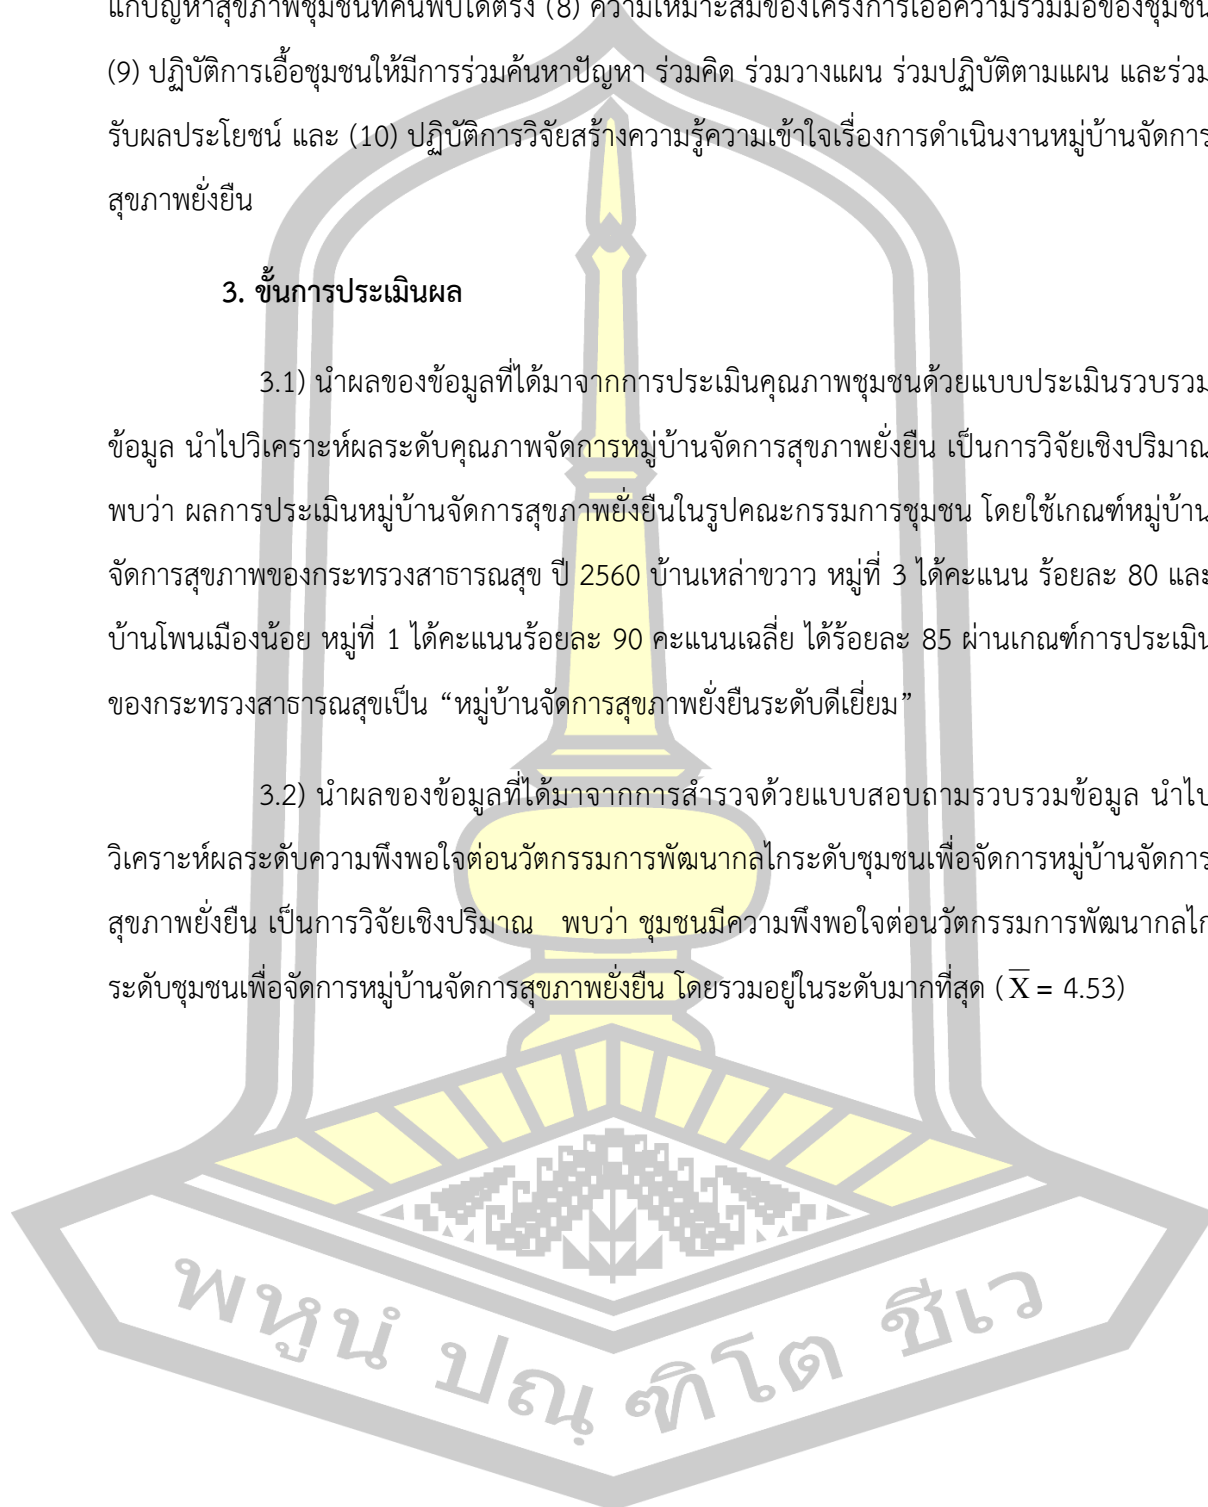 แก้ปัญหาสุขภาพชุมชนที่ค้นพบได้ตรง (8) ความเหมาะสมของโครงการเอื้อความร่วมมือของชุมชน
(9) ปฏิบัติการเอื้อชุมชนให้มีการร่วมค้นหาปัญหา ร่วมคิด ร่วมวางแผน ร่วมปฏิบัติตามแผน และร่วม
รับผลประโยชน์ และ (10) ปฏิบัติการวิจัยสร้างความรู้ความเข้าใจเรื่องการดำเนินงานหมู่บ้านจัดการ
สุขภาพยั่งยืน
3. ขั้นการประเมินผล
3.1) นำผลของข้อมูลที่ได้มาจากการประเมินคุณภาพชุมชนด้วยแบบประเมินรวบรวม
ข้อมูล นำไปวิเคราะห์ผลระดับคุณภาพจัดการหมู่บ้านจัดการสุขภาพยั่งยืน เป็นการวิจัยเชิงปริมาณ
พบว่า ผลการประเมินหมู่บ้านจัดการสุขภาพยั่งยืนในรูปคณะกรรมการชุมชน โดยใช้เกณฑ์หมู่บ้าน
จัดการสุขภาพของกระทรวงสาธารณสุข ปี 2560 บ้านเหล่าขวาว หมู่ที่ 3 ได้คะแนน ร้อยละ 80 และ
บ้านโพนเมืองน้อย หมู่ที่ 1 ได้คะแนนร้อยละ 90 คะแนนเฉลี่ย ได้ร้อยละ 85 ผ่านเกณฑ์การประเมิน
ของกระทรวงสาธารณสุขเป็น “หมู่บ้านจัดการสุขภาพยั่งยืนระดับดีเยี่ยม”
3.2) นำผลของข้อมูลที่ได้มาจากการสำรวจด้วยแบบสอบถามรวบรวมข้อมูล นำไป
วิเคราะห์ผลระดับความพึงพอใจต่อนวัตกรรมการพัฒนากลไกระดับชุมชนเพื่อจัดการหมู่บ้านจัดการ
สุขภาพยั่งยืน เป็นการวิจัยเชิงปริมาณ พบว่า ชุมชนมีความพึงพอใจต่อนวัตกรรมการพัฒนากลไก
ระดับชุมชนเพื่อจัดการหมู่บ้านจัดการสุขภาพยั่งยืน โดยรวมอยู่ในระดับมากที่สุด (X̅ = 4.53)
พหูนํ ปณฺฑิโต ชีเว